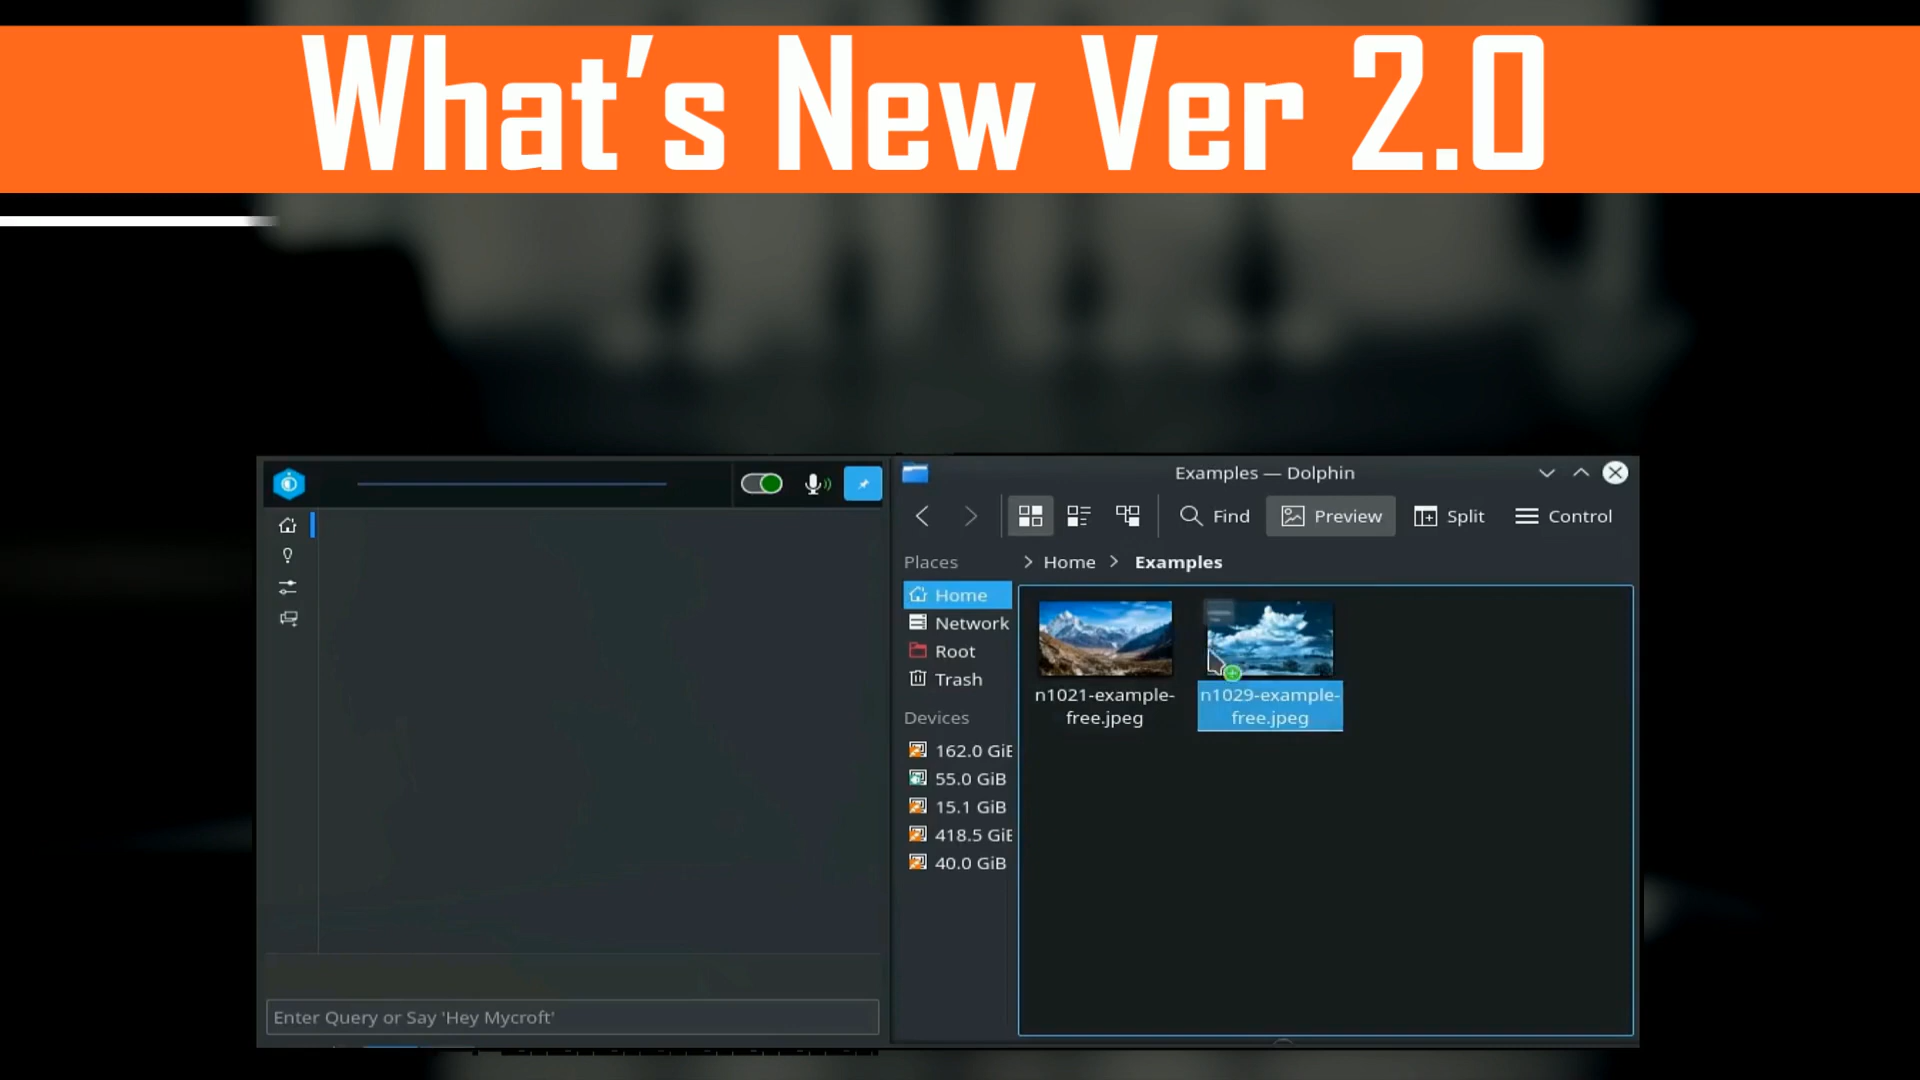 What's New Ver 2.0
Examples — Dolphin
Find
Preview
Split
Control
Places
Home
Examples
Home
Network
Root
Trash
n1021-example-
free.jpeg
n1029-example-
free.jpeg
Devices
162.0 GiB
55.0 GiB
15.1 GiB
418.5 GiB
40.0 GiB
Enter Query or Say 'Hey Mycroft'